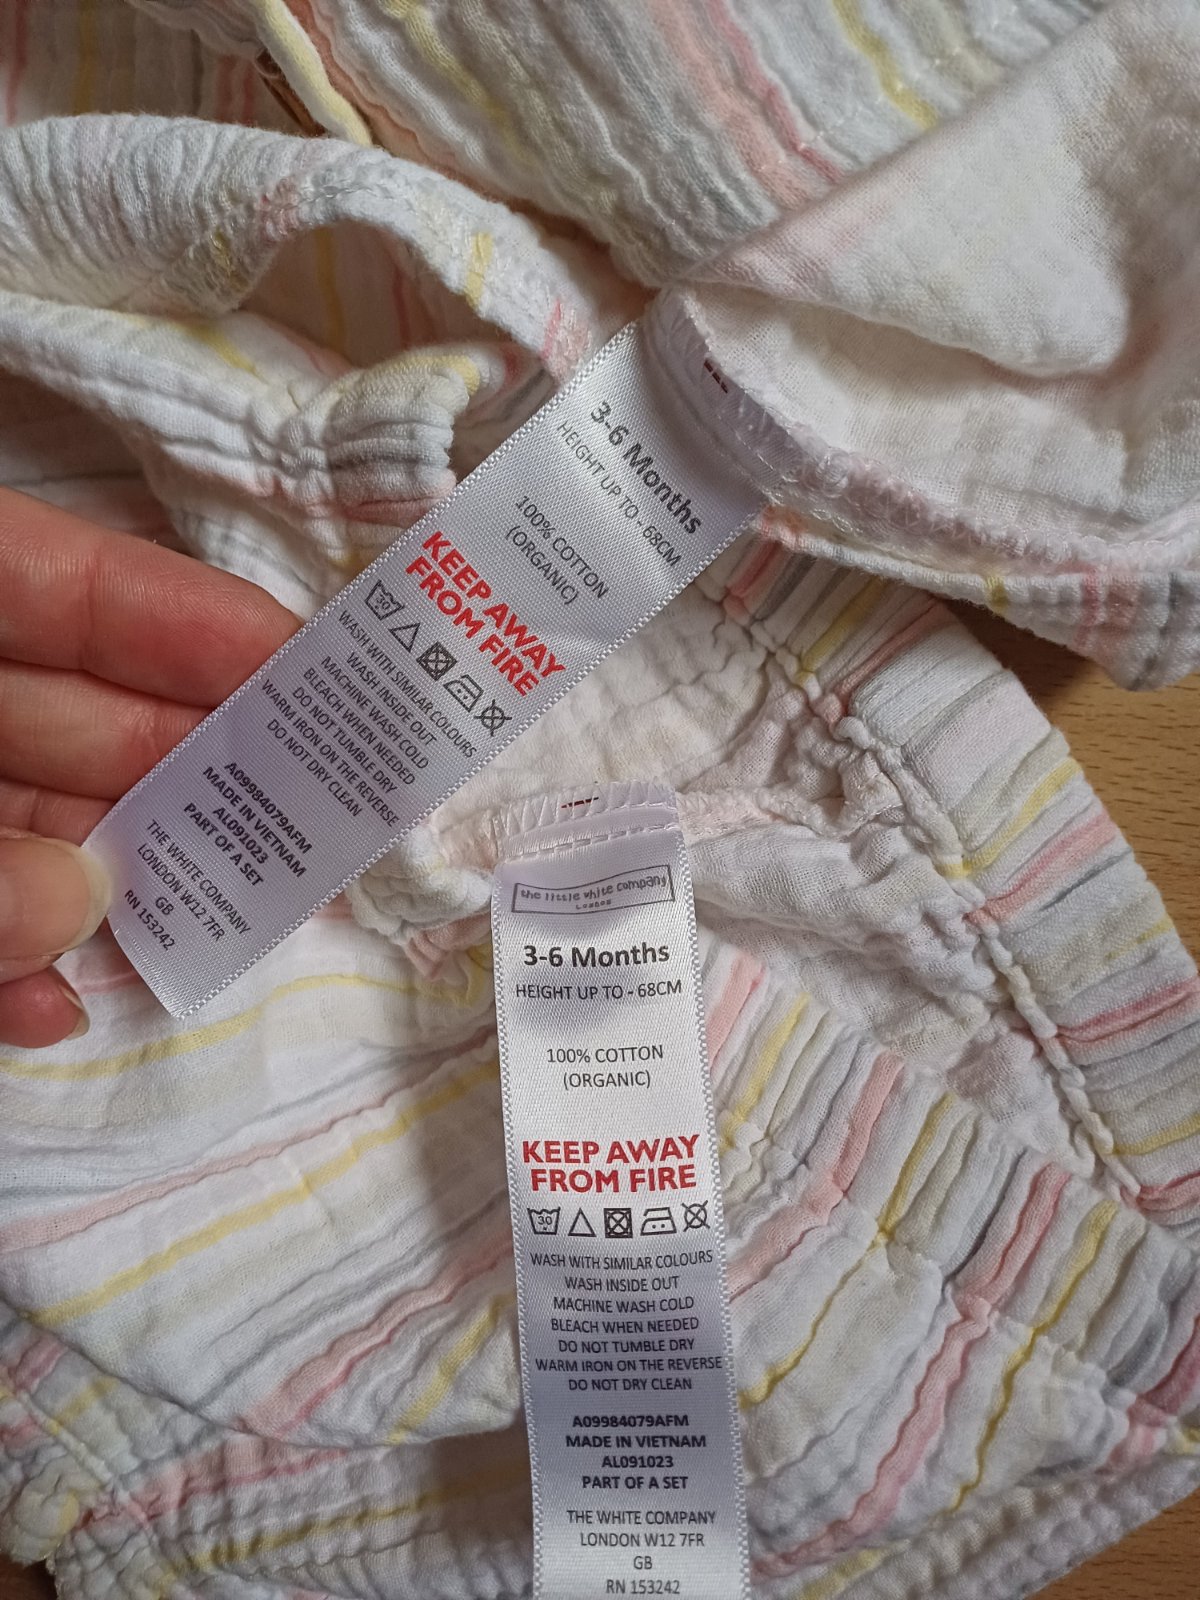 3-6 Months
HEIGHT UP TO - 68CM
100% COTTON
(ORGANIC)
KEEP AWAY
FROM FIRE
30
WASH WITH SIMILAR COLOURS
WASH INSIDE OUT
MACHINE WASH COLD
BLEACH WHEN NEEDED
DO NOT TUMBLE DRY
WARM IRON ON THE REVERSE
DO NOT DRY CLEAN
A09984079AFM
MADE IN VIETNAM
AL091023
PART OF A SET
THE WHITE COMPANY
LONDON W12 7FR
GB
RN 153242
the little white company
LONDON
3-6 Months
HEIGHT UP TO - 68CM
100% COTTON
(ORGANIC)
KEEP AWAY
FROM FIRE
30
WASH WITH SIMILAR COLOURS
WASH INSIDE OUT
MACHINE WASH COLD
BLEACH WHEN NEEDED
DO NOT TUMBLE DRY
WARM IRON ON THE REVERSE
DO NOT DRY CLEAN
A09984079AFM
MADE IN VIETNAM
AL091023
PART OF A SET
THE WHITE COMPANY
LONDON W12 7FR
GB
RN 153242